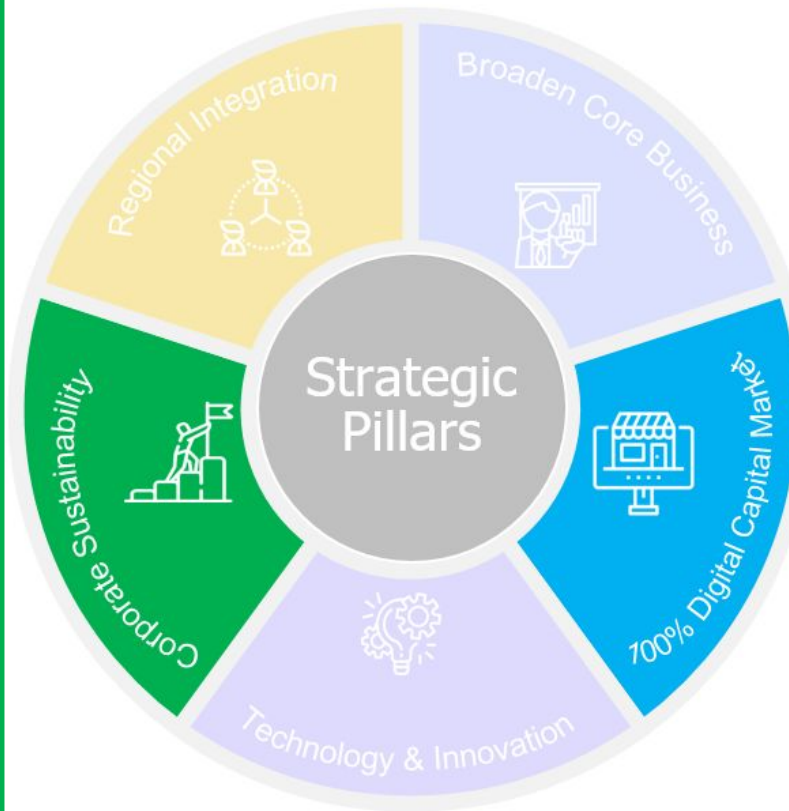 Regional Integration
Broaden Core Business
Strategic
Pillars
Corporate Sustainability
100% Digital Capital Market
Technology & Innovation